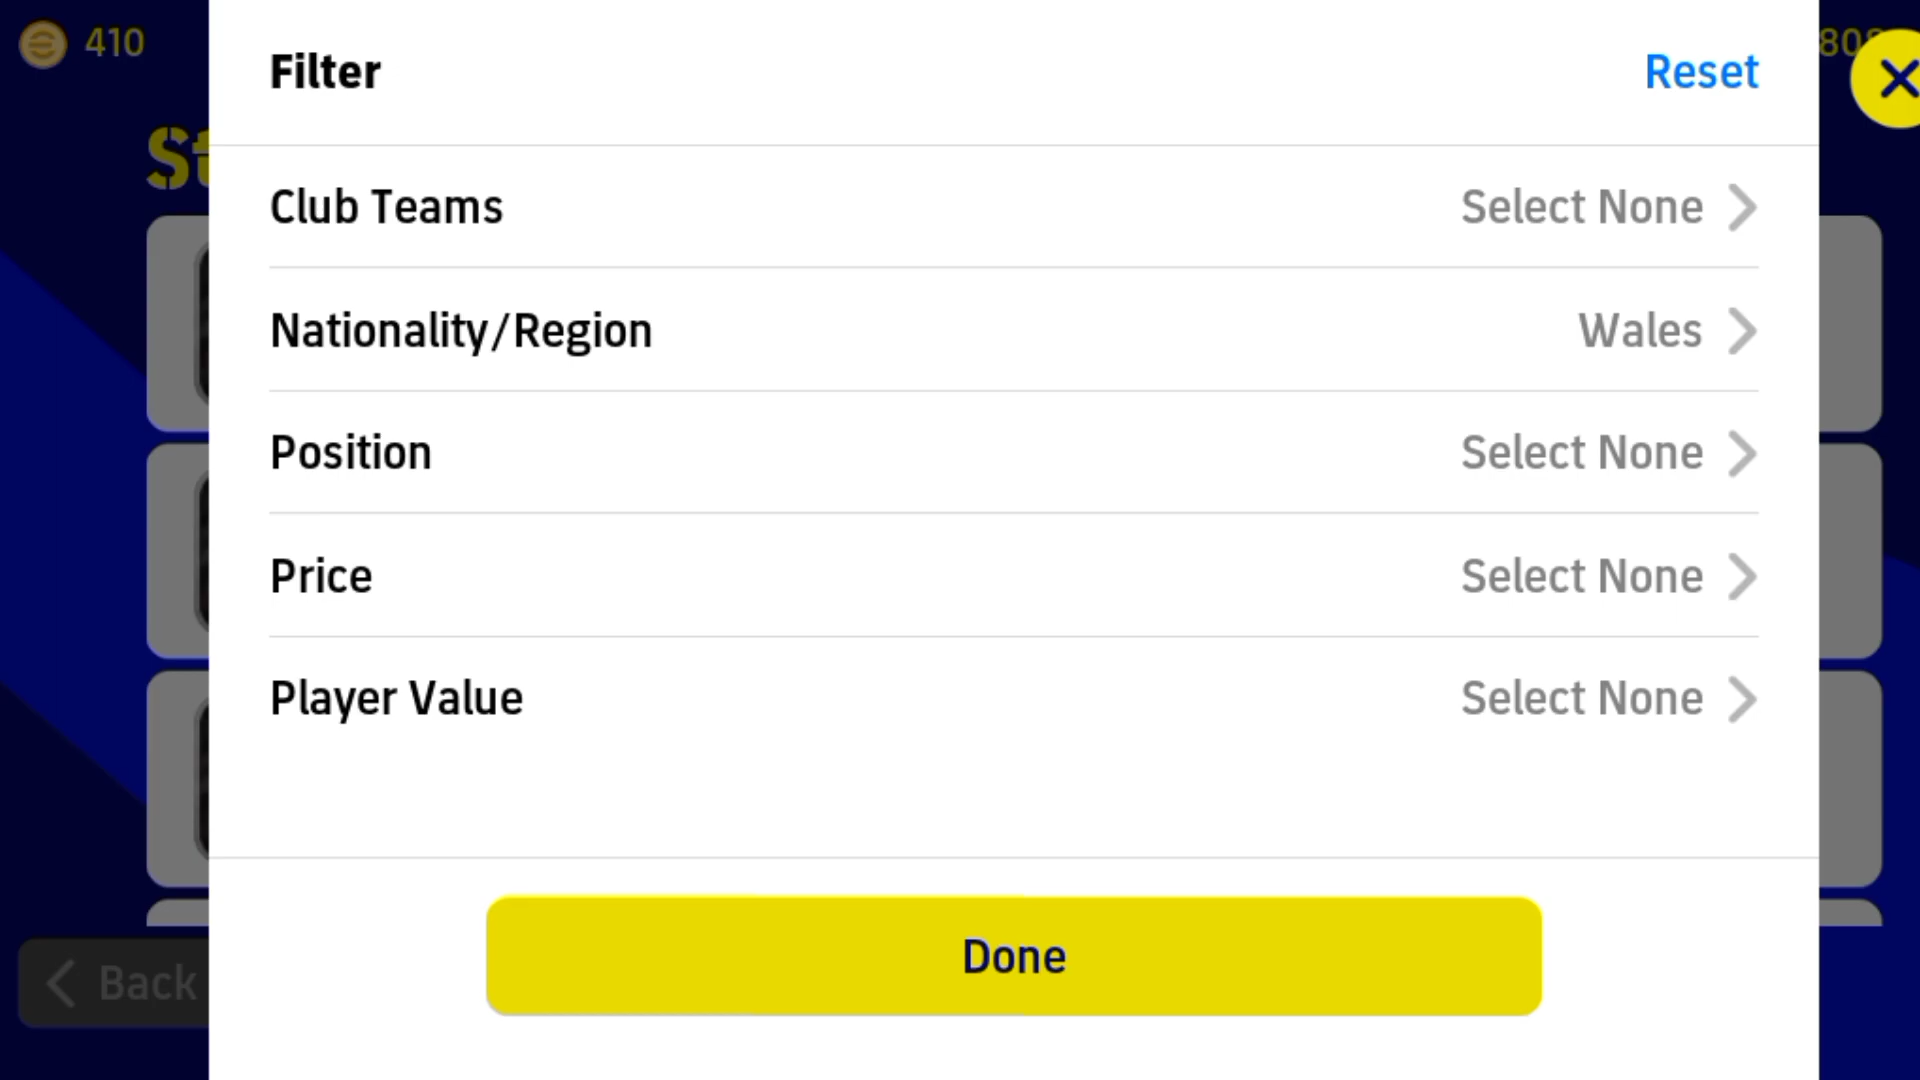 410
Filter
Reset
Club Teams
Select None
Nationality/Region
Wales
Position
Select None
Price
Select None
Player Value
Select None
Done
Back